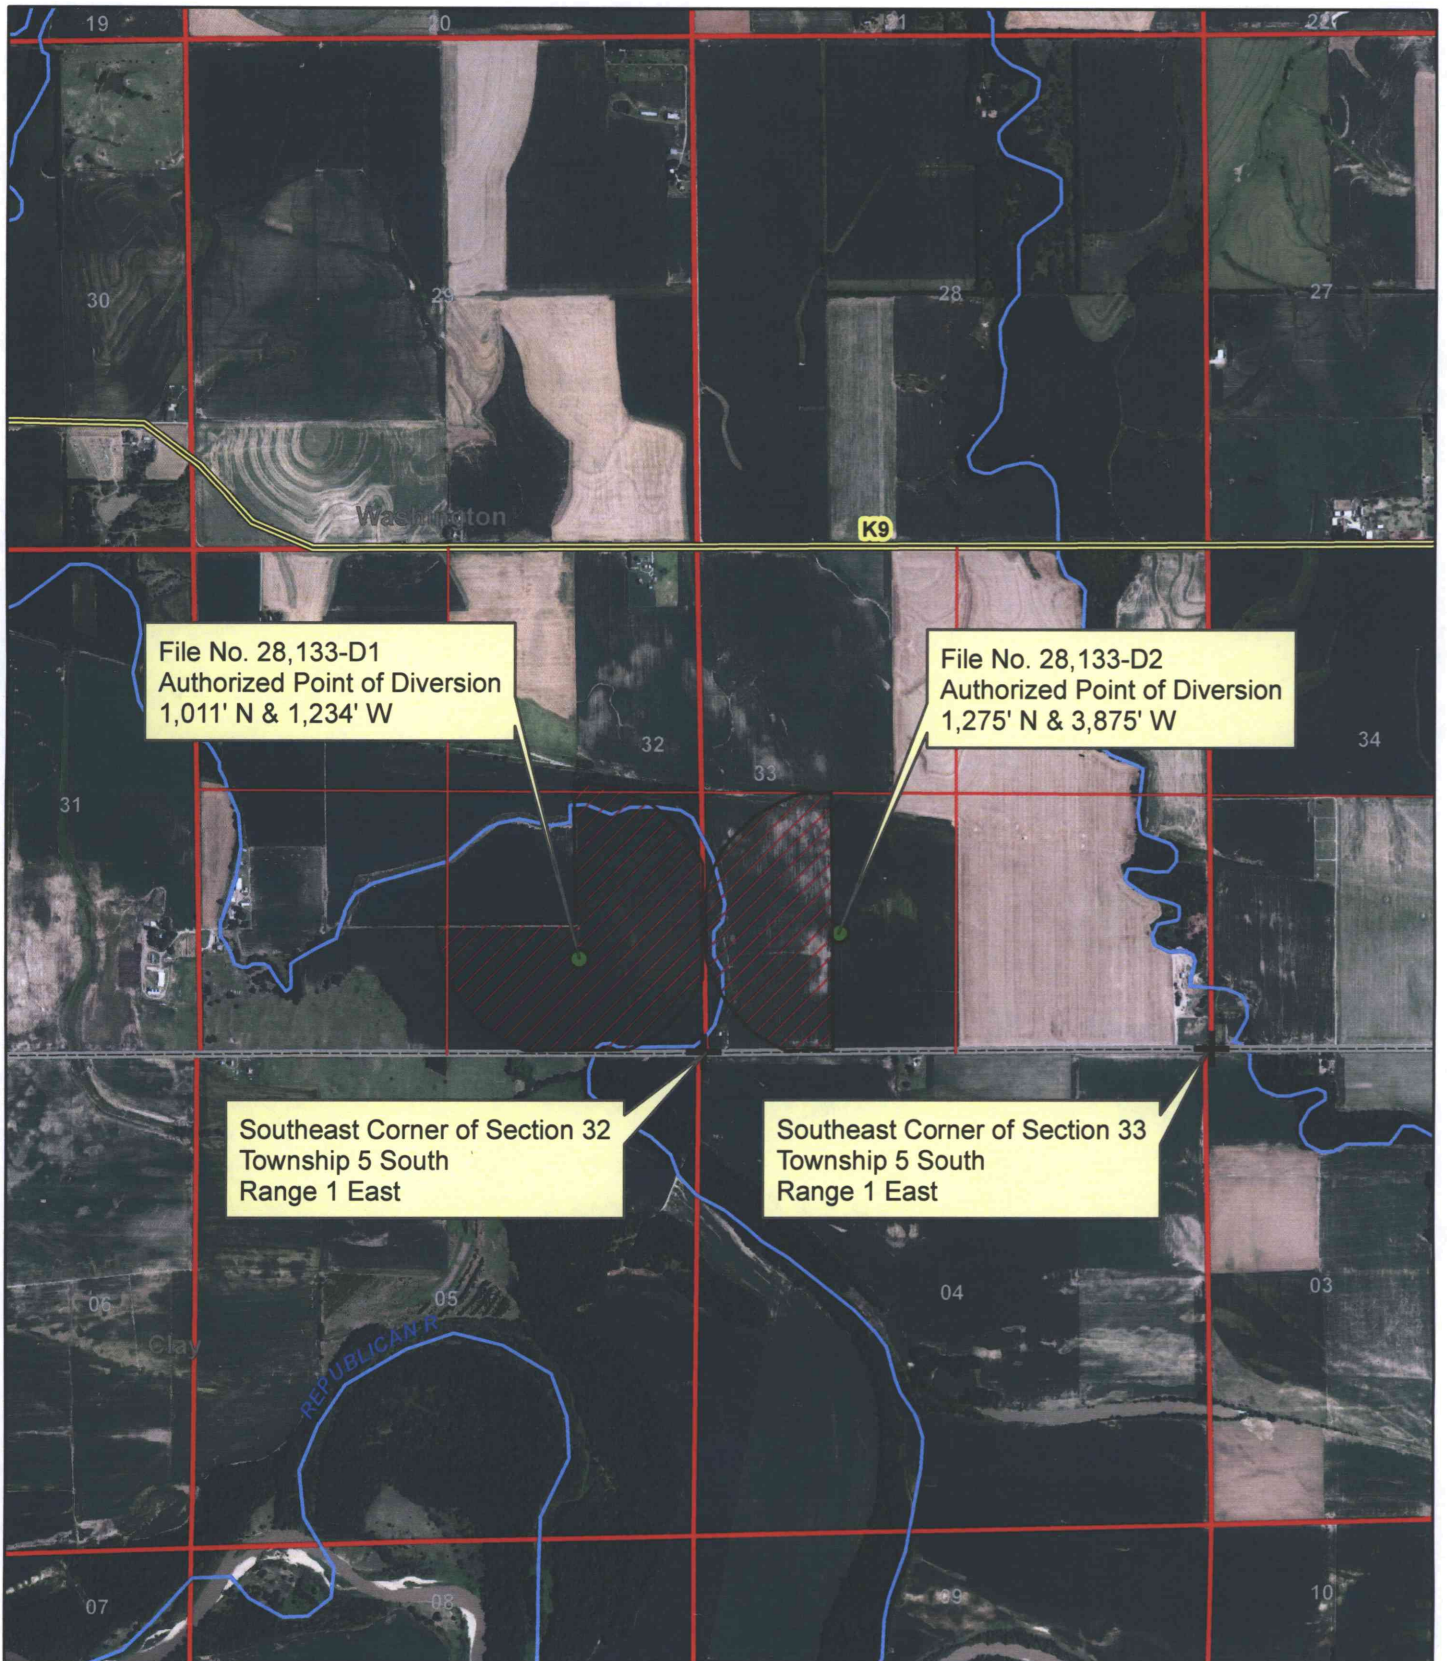 19
20
21
22
30
29
28
27
Washington
K9
File No. 28,133-D1
Authorized Point of Diversion
1,011' N & 1,234' W
File No. 28,133-D2
Authorized Point of Diversion
1,275' N & 3,875' W
32
33
34
31
Southeast Corner of Section 32
Township 5 South
Range 1 East
Southeast Corner of Section 33
Township 5 South
Range 1 East
06
05
04
03
Clay
REPUBLICAN R
07
08
09
10